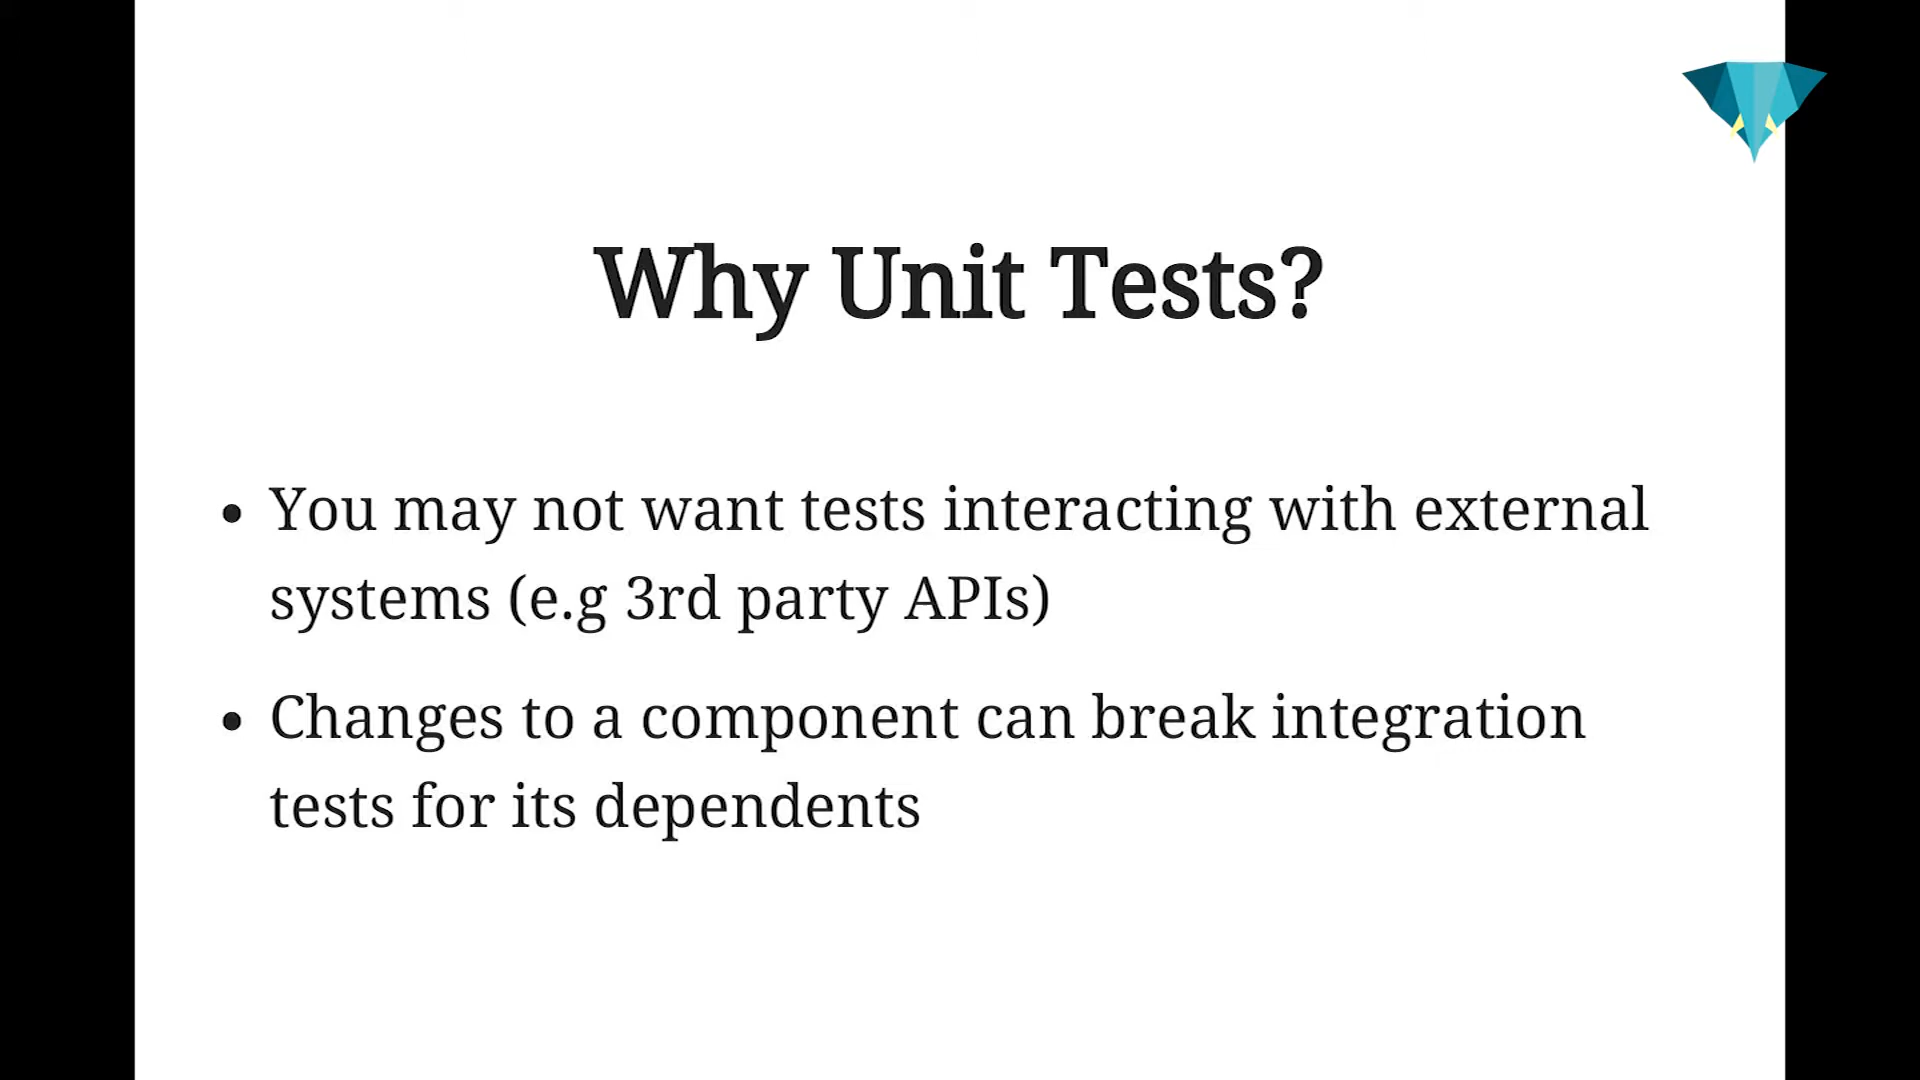 Why Unit Tests?
• You may not want tests interacting with external
systems (e.g 3rd party APIs)
• Changes to a component can break integration
tests for its dependents